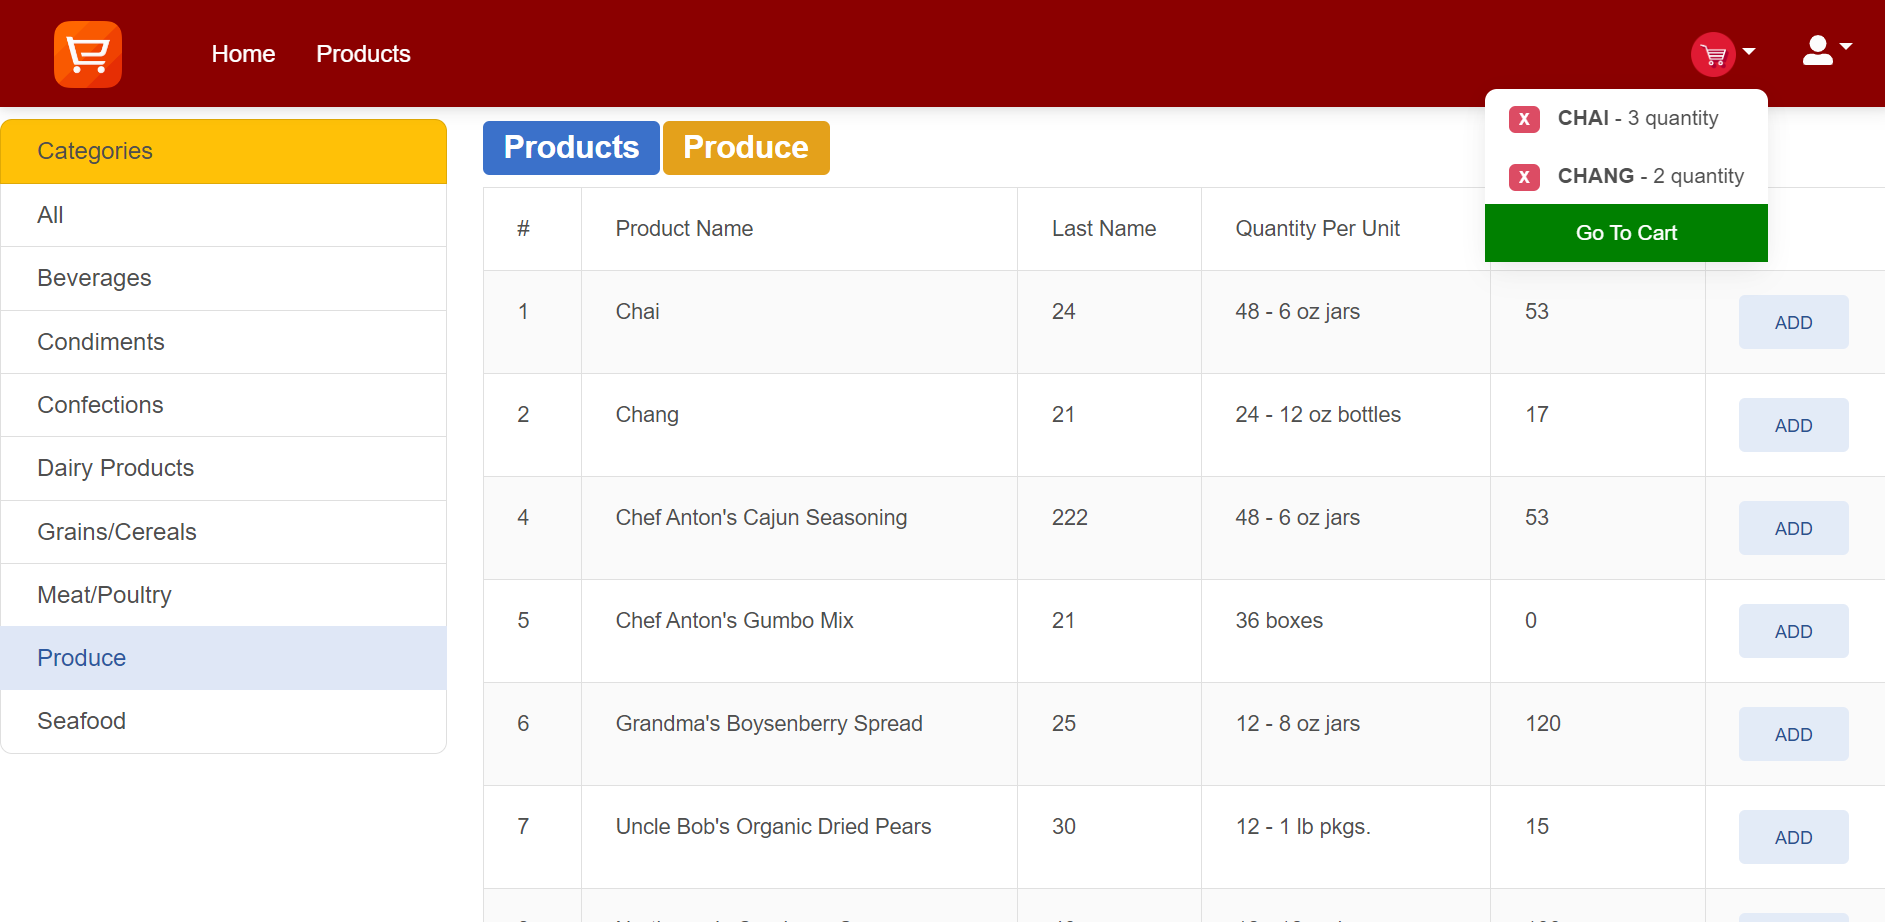 Home Products
X CHAI - 3 quantity
X CHANG - 2 quantity
Go To Cart
Categories
All
Beverages
Condiments
Confections
Dairy Products
Grains/Cereals
Meat/Poultry
Produce
Seafood
Products Produce
# Product Name Last Name Quantity Per Unit
1 Chai 24 48 - 6 oz jars 53 ADD
2 Chang 21 24 - 12 oz bottles 17 ADD
4 Chef Anton's Cajun Seasoning 222 48 - 6 oz jars 53 ADD
5 Chef Anton's Gumbo Mix 21 36 boxes 0 ADD
6 Grandma's Boysenberry Spread 25 12 - 8 oz jars 120 ADD
7 Uncle Bob's Organic Dried Pears 30 12 - 1 lb pkgs. 15 ADD